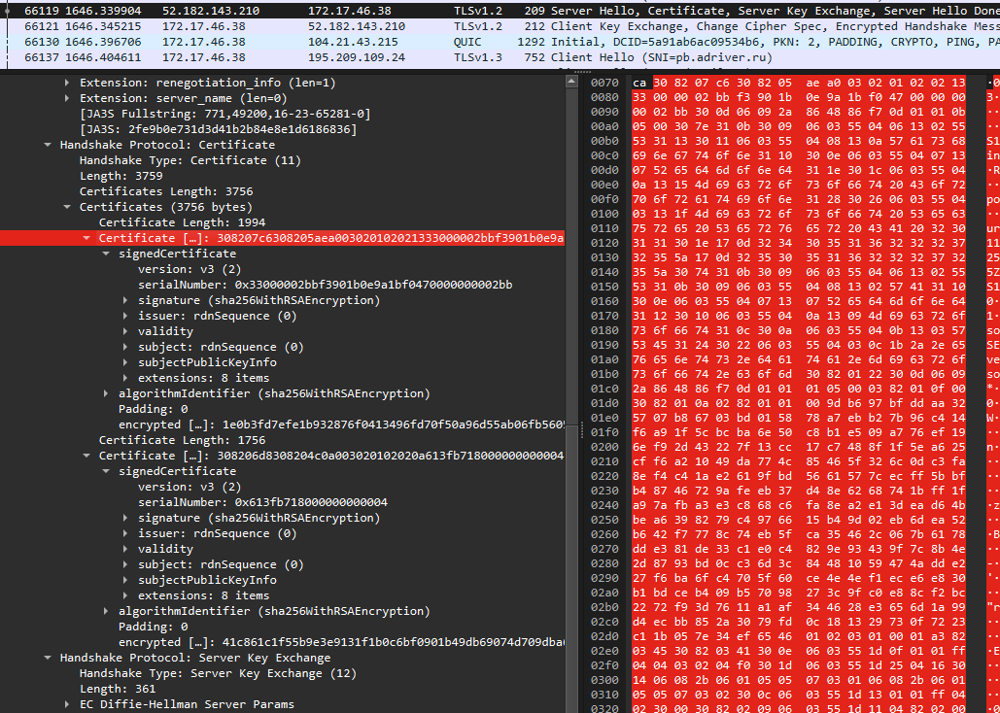 66119 1646.339904 52.182.143.210 172.17.46.38 TLSv1.2 209 Server Hello, Certificate, Server Key Exchange, Server Hello Done
66121 1646.345215 172.17.46.38 52.182.143.210 TLSv1.2 212 Client Key Exchange, Change Cipher Spec, Encrypted Handshake Mess
66130 1646.396706 172.17.46.38 104.21.43.215 QUIC 1292 Initial, DCID=5a91ab6ac09534b6, PKN: 2, PADDING, CRYPTO, PING, PA
66137 1646.404611 172.17.46.38 195.209.109.24 TLSv1.3 752 Client Hello (SNI=pb.adriver.ru)
Extension: renegotiation_info (len=1)
Extension: server_name (len=0)
[JA3S Fullstring: 771,49200,16-23-65281-0]
[JA3S: 2fe9b0e731d3d41b2b84e8e1d6186836]
Handshake Protocol: Certificate
Handshake Type: Certificate (11)
Length: 3759
Certificates Length: 3756
Certificates (3756 bytes)
Certificate Length: 1994
Certificate […]: 308207c6308205aea003020102021333000002bbf3901b0e9a
signedCertificate
version: v3 (2)
serialNumber: 0x33000002bbf3901b0e9a1bf0470000000002bb
signature (sha256WithRSAEncryption)
issuer: rdnSequence (0)
validity
subject: rdnSequence (0)
subjectPublicKeyInfo
extensions: 8 items
algorithmIdentifier (sha256WithRSAEncryption)
Padding: 0
encrypted […]: 1e0b3fd7efe1b932876f0413496fd70f50a96d55ab06fb560
Certificate Length: 1756
Certificate […]: 308206d8308204c0a003020102020a613fb718000000000004
signedCertificate
version: v3 (2)
serialNumber: 0x613fb718000000000004
signature (sha256WithRSAEncryption)
issuer: rdnSequence (0)
validity
subject: rdnSequence (0)
subjectPublicKeyInfo
extensions: 8 items
algorithmIdentifier (sha256WithRSAEncryption)
Padding: 0
encrypted […]: 41c861c1f55b9e3e9131f1b0c6bf0901b49db69074d709dba
Handshake Protocol: Server Key Exchange
Handshake Type: Server Key Exchange (12)
Length: 361
EC Diffie-Hellman Server Params
0070 ca 30 82 07 c6 30 82 05 ae a0 03 02 01 02 02 13
0080 33 00 00 02 bb f3 90 1b 0e 9a 1b f0 47 00 00 00
0090 00 02 bb 30 0d 06 09 2a 86 48 86 f7 0d 01 01 0b
00a0 05 00 30 7e 31 0b 30 09 06 03 55 04 06 13 02 55
00b0 53 31 13 30 11 06 03 55 04 08 13 0a 57 61 73 68
00c0 69 6e 67 74 6f 6e 31 10 30 0e 06 03 55 04 07 13
00d0 07 52 65 64 6d 6f 6e 64 31 1e 30 1c 06 03 55 04
00e0 0a 13 15 4d 69 63 72 6f 73 6f 66 74 20 43 6f 72
00f0 70 6f 72 61 74 69 6f 6e 31 28 30 26 06 03 55 04
0100 03 13 1f 4d 69 63 72 6f 73 6f 66 74 20 53 65 63
0110 75 72 65 20 53 65 72 76 65 72 20 43 41 20 32 30
0120 31 31 30 1e 17 0d 32 34 30 35 31 36 32 32 32 37
0130 32 35 5a 17 0d 32 35 30 35 31 36 32 32 32 37 32
0140 35 5a 30 74 31 0b 30 09 06 03 55 04 06 13 02 55
0150 53 31 0b 30 09 06 03 55 04 08 13 02 57 41 31 10
0160 30 0e 06 03 55 04 07 13 07 52 65 64 6d 6f 6e 64
0170 31 12 30 10 06 03 55 04 0a 13 09 4d 69 63 72 6f
0180 73 6f 66 74 31 0c 30 0a 06 03 55 04 0b 13 03 57
0190 53 45 31 24 30 22 06 03 55 04 03 0c 1b 2a 2e 65
01a0 76 65 6e 74 73 2e 64 61 74 61 2e 6d 69 63 72 6f
01b0 73 6f 66 74 2e 63 6f 6d 30 82 01 22 30 0d 06 09
01c0 2a 86 48 86 f7 0d 01 01 01 05 00 03 82 01 0f 00
01d0 30 82 01 0a 02 82 01 01 00 9d b6 97 bf dd aa 32
01e0 57 07 b8 67 03 bd 01 58 78 a7 eb b2 7b 96 c4 14
01f0 f6 a9 1f 5c bc ba 6e 50 c8 b1 e5 09 a7 76 ef 19
0200 6e f9 2d 43 22 7f 13 cc 17 c7 48 8f 1f 5e a6 25
0210 cf f6 a2 10 49 da 77 4c 85 46 5f 32 6c 0d c3 fa
0220 8e f4 c4 1a e2 61 9f bd 56 61 57 7c ec ff 5b bf
0230 b4 87 46 72 9a fe eb 37 d4 8e 62 68 74 1b ff 1f
0240 a9 7a fb a3 e3 c8 68 c6 fa 8e a2 e1 3d ea d6 4b
0250 be a6 39 82 79 c4 97 66 15 b4 9d 02 eb 6d ea 52
0260 b6 42 f7 77 8c 74 eb 5f ca 35 46 2c 06 7b 61 78
0270 dd e3 81 de 33 c1 e0 c4 82 9e 93 43 9f 7c 8b 4e
0280 2d 87 93 bd 0c c3 6d 3c 84 48 10 59 47 4a dd e2
0290 27 f6 ba 6f c4 70 5f 60 ce 4e 4e f1 ec e6 e8 30
02a0 b1 bd ce b4 09 b5 70 98 27 3c 9f c0 e8 8c f2 bc
02b0 22 72 f9 3d 76 11 a1 af 34 46 28 e3 65 6d 1a 99
02c0 d4 ec bb 85 2a 30 79 fd 0c 18 13 29 73 0f 72 23
02d0 c1 1b 05 7e 34 ef 65 46 01 02 03 01 00 01 a3 82
02e0 03 45 30 82 03 41 30 0e 06 03 55 1d 0f 01 01 ff
02f0 04 04 03 02 04 f0 30 1d 06 03 55 1d 25 04 16 30
0300 14 06 08 2b 06 01 05 05 07 03 01 06 08 2b 06 01
0310 05 05 07 03 02 30 0c 06 03 55 1d 13 01 01 ff 04
0320 02 30 00 30 82 02 09 06 03 55 1d 11 04 82 02 00